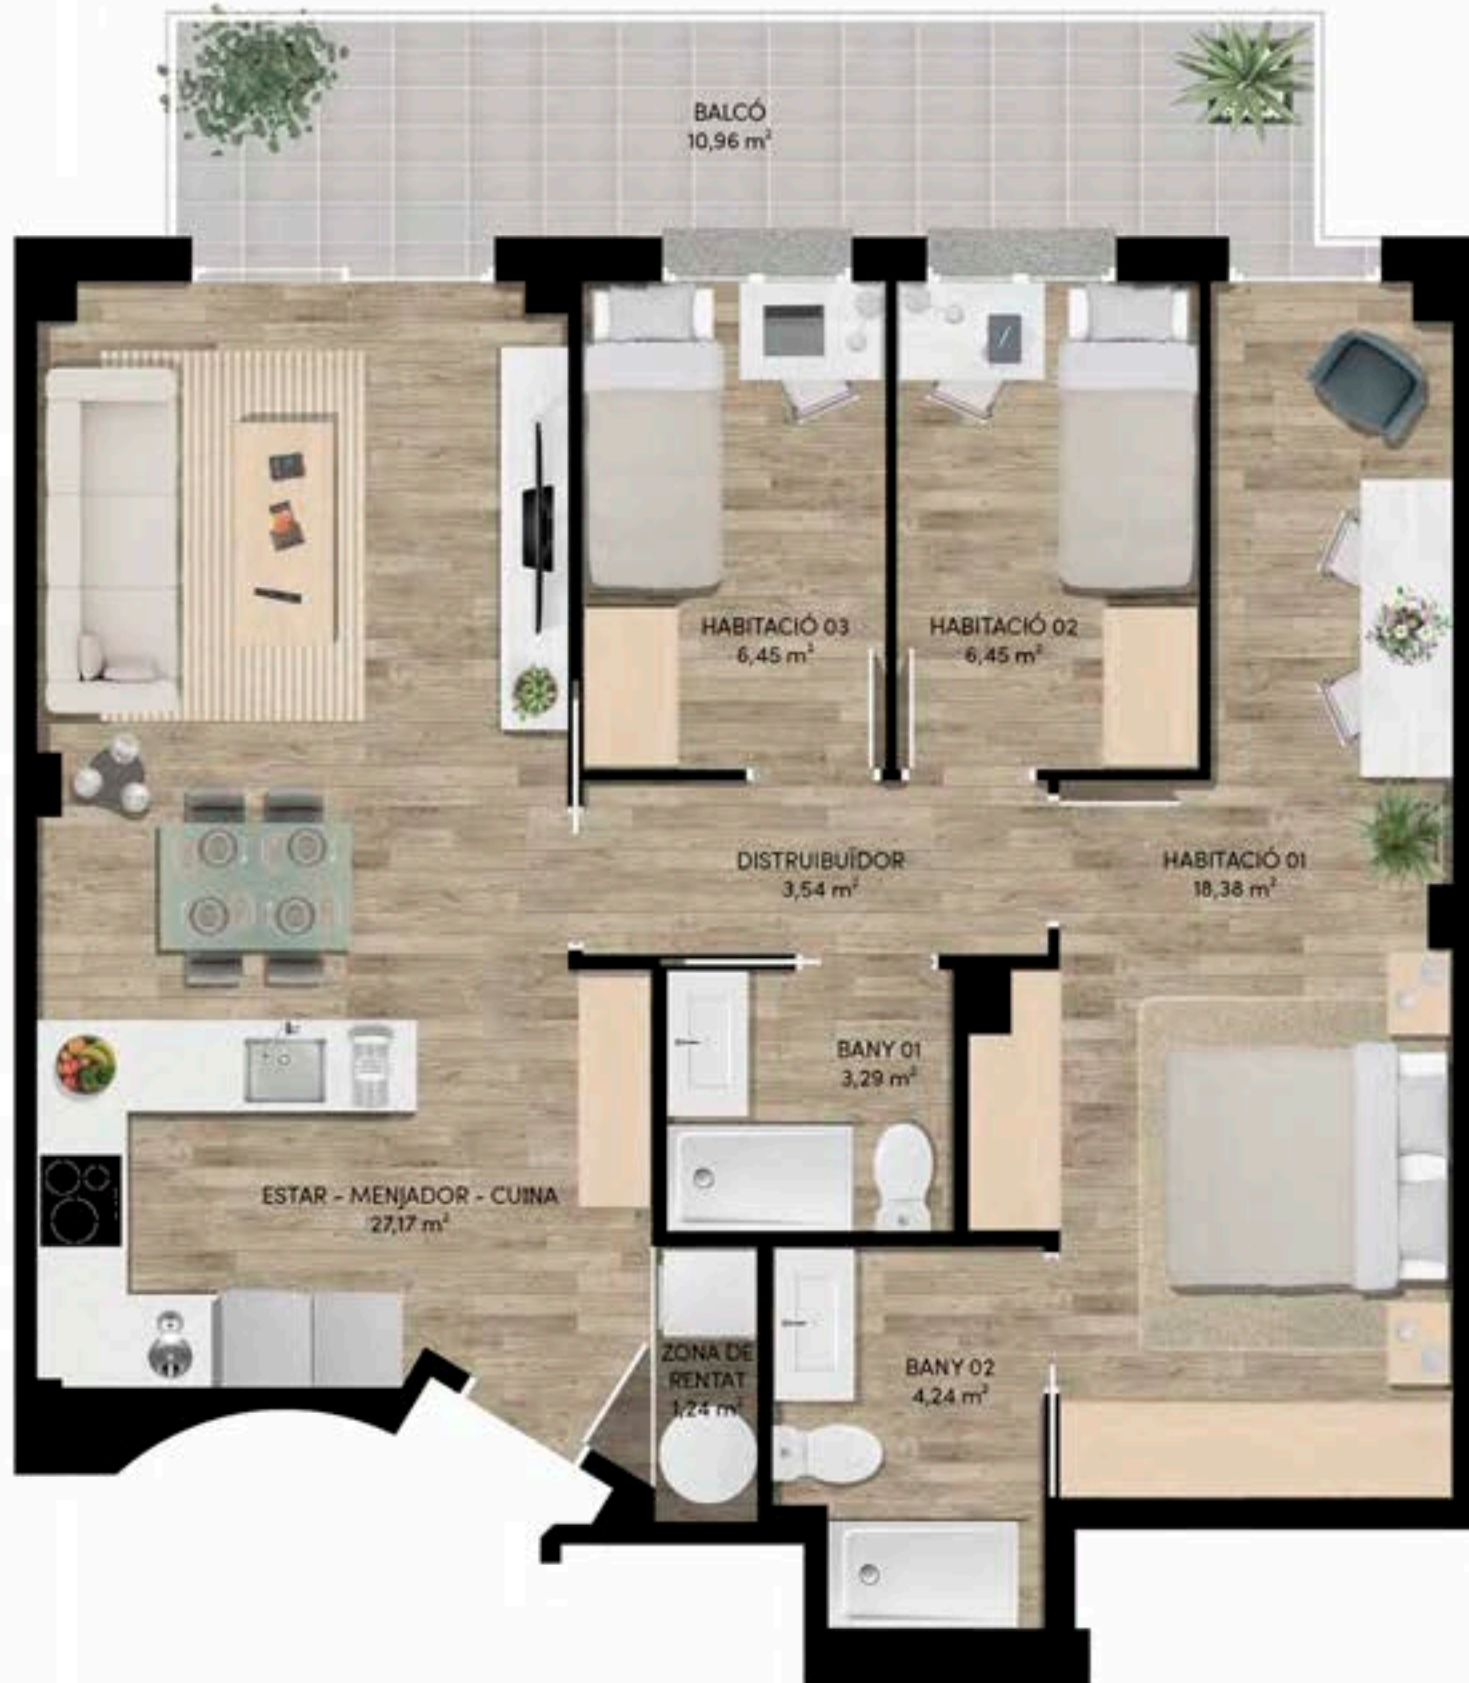 BALCÓ
10,96 m²
HABITACIÓ 03
6,45 m²
HABITACIÓ 02
6,45 m²
DISTRUIBUÏDOR
3,54 m²
HABITACIÓ 01
18,38 m²
BANY 01
3,29 m²
ESTAR - MENJADOR - CUINA
27,17 m²
ZONA DE
RENTAT
1,24 m²
BANY 02
4,24 m²